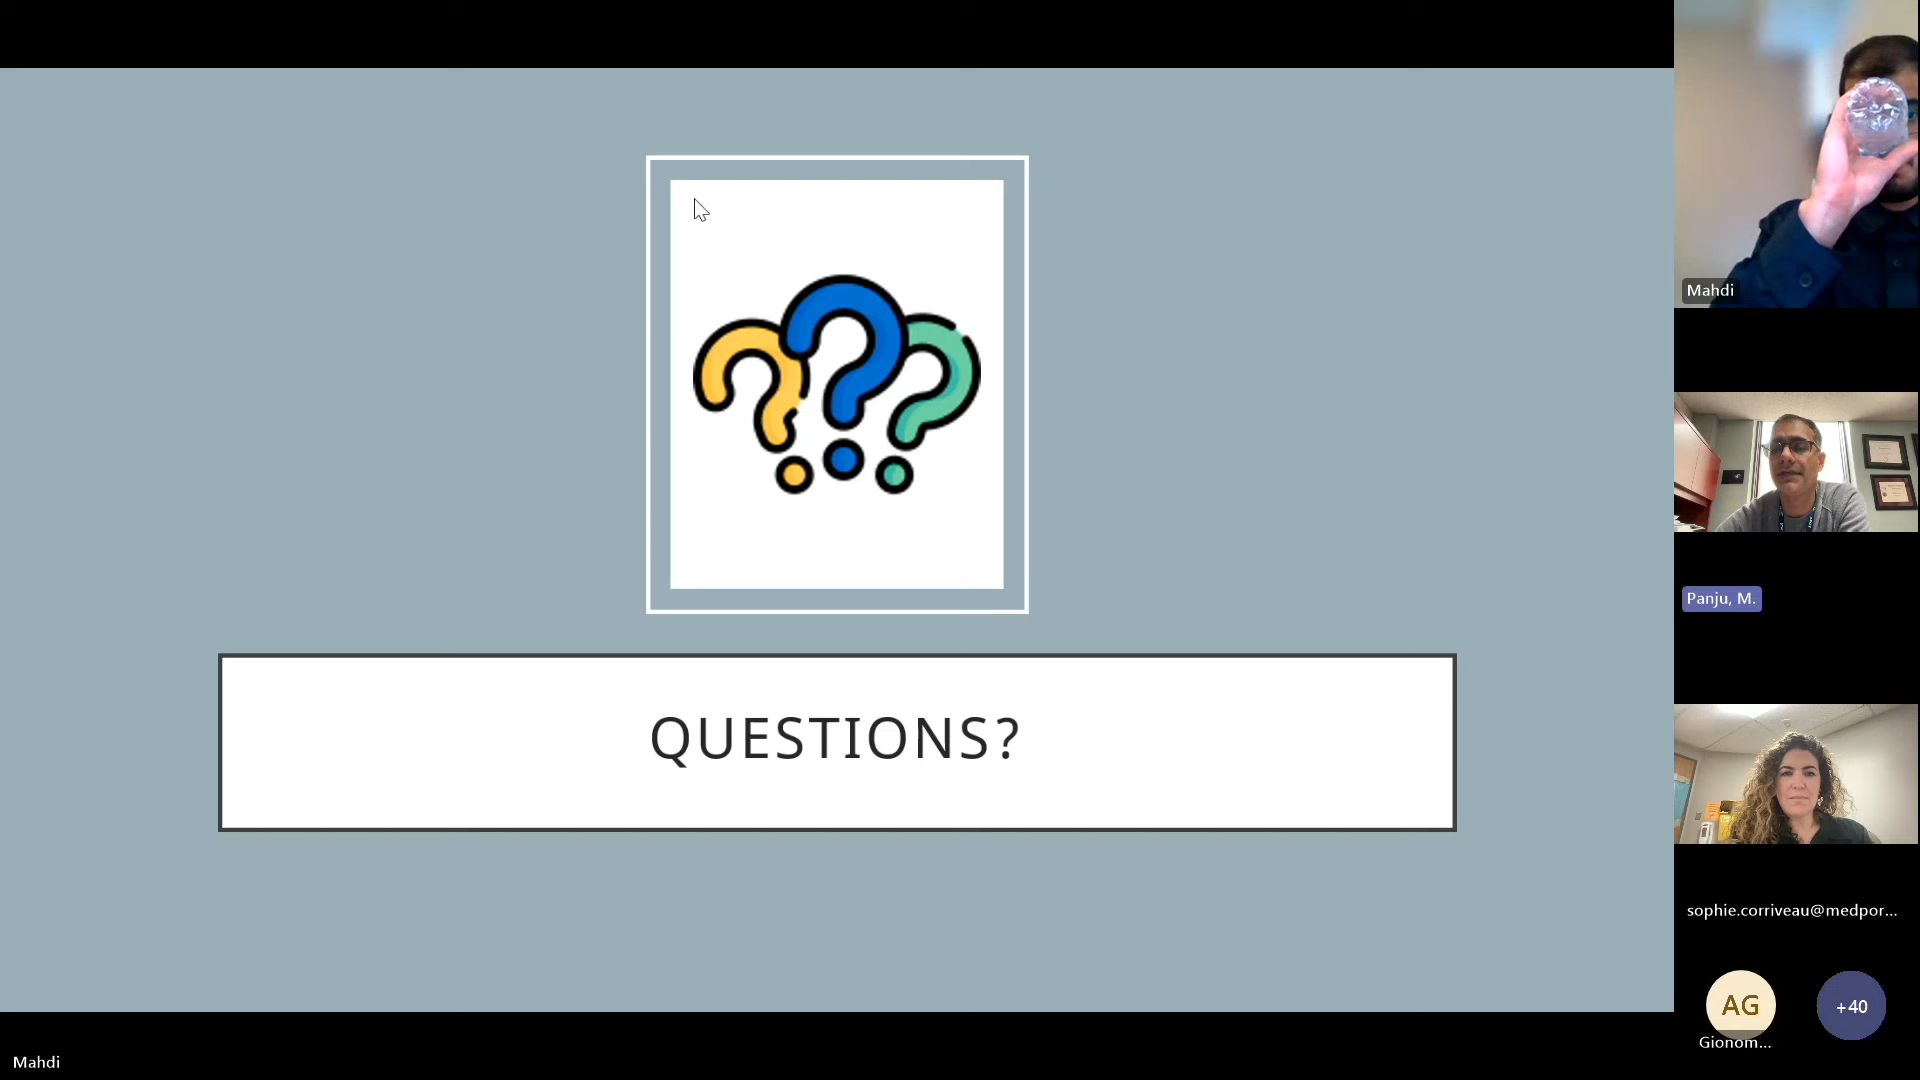 QUESTIONS?
Mahdi
Panju, M.
sophie.corriveau@medpor...
AG
+40
Gionom...
Mahdi